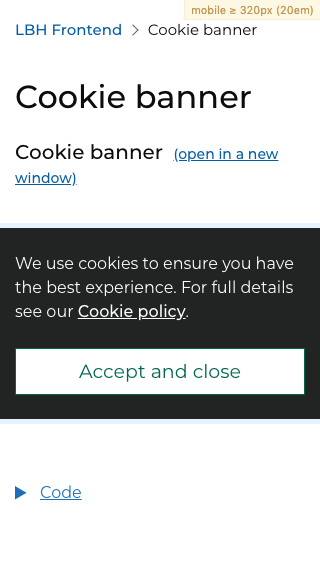 mobile ≥ 320px (20em)
LBH Frontend > Cookie banner
Cookie banner
Cookie banner (open in a new
window)
We use cookies to ensure you have
the best experience. For full details
see our Cookie policy.
Accept and close
Code